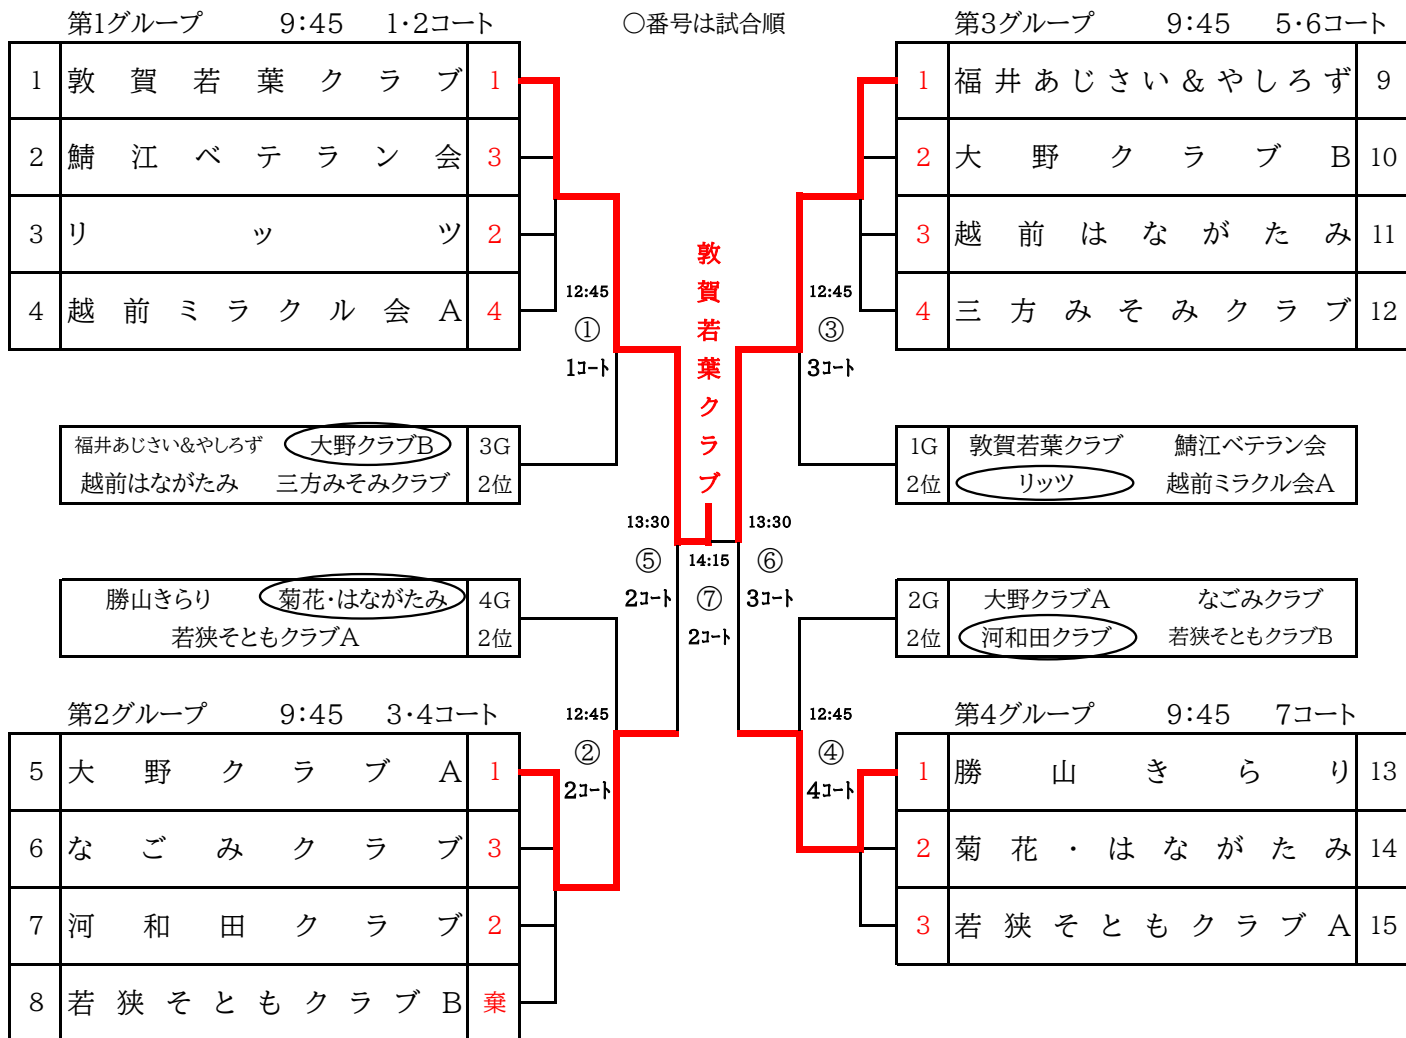 第1グループ 9:45 1・2コート
1 敦賀若葉クラブ 1
2 鯖江ベテラン会 3
3 リッツ 2
4 越前ミラクル会A 4
○番号は試合順
第3グループ 9:45 5・6コート
1 福井あじさい&やしろず 9
2 大野クラブB 10
3 越前はながたみ 11
4 三方みそみクラブ 12
12:45
①
1コート
敦賀若葉クラブ
12:45
③
3コート
福井あじさい&やしろず 大野クラブB 3G
越前はながたみ 三方みそみクラブ 2位
1G 敦賀若葉クラブ 鯖江ベテラン会
2位 リッツ 越前ミラクル会A
13:30
⑤
2コート
14:15
⑦
2コート
13:30
⑥
3コート
勝山きらり 菊花・はながたみ 4G
若狭そともクラブA 2位
2G 大野クラブA なごみクラブ
2位 河和田クラブ 若狭そともクラブB
第2グループ 9:45 3・4コート
5 大野クラブA 1
6 なごみクラブ 3
7 河和田クラブ 2
8 若狭そともクラブB 棄
12:45
②
2コート
12:45
④
4コート
第4グループ 9:45 7コート
1 勝山きらり 13
2 菊花・はながたみ 14
3 若狭そともクラブA 15